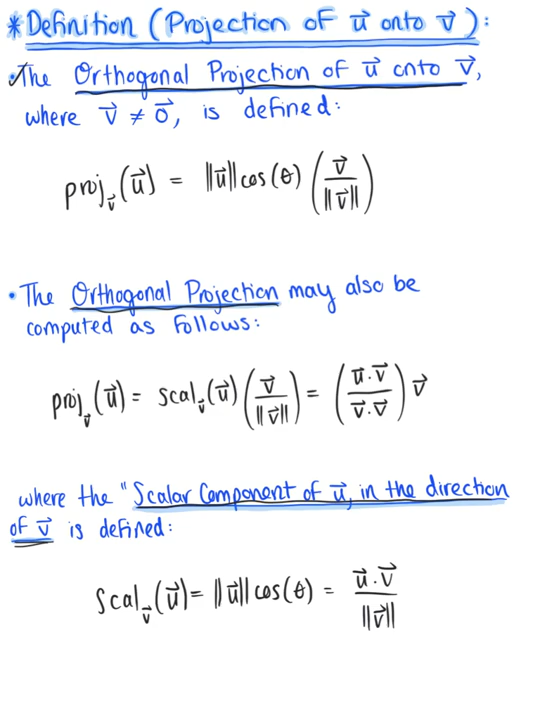 *Definition (Projection of u⃗ onto v⃗):
•The Orthogonal Projection of u⃗ onto v⃗,
where v⃗ ≠ 0⃗, is defined:
proj_v⃗(u⃗) = ‖u⃗‖cos(θ)(v⃗/‖v⃗‖)
•The Orthogonal Projection may also be
computed as follows:
proj_v⃗(u⃗) = scal_v⃗(u⃗)(v⃗/‖v⃗‖) = (u⃗·v⃗/v⃗·v⃗)v⃗
where the "Scalar Component of u⃗, in the direction
of v⃗ is defined:
Scal_v⃗(u⃗) = ‖u⃗‖cos(θ) = u⃗·v⃗/‖v⃗‖